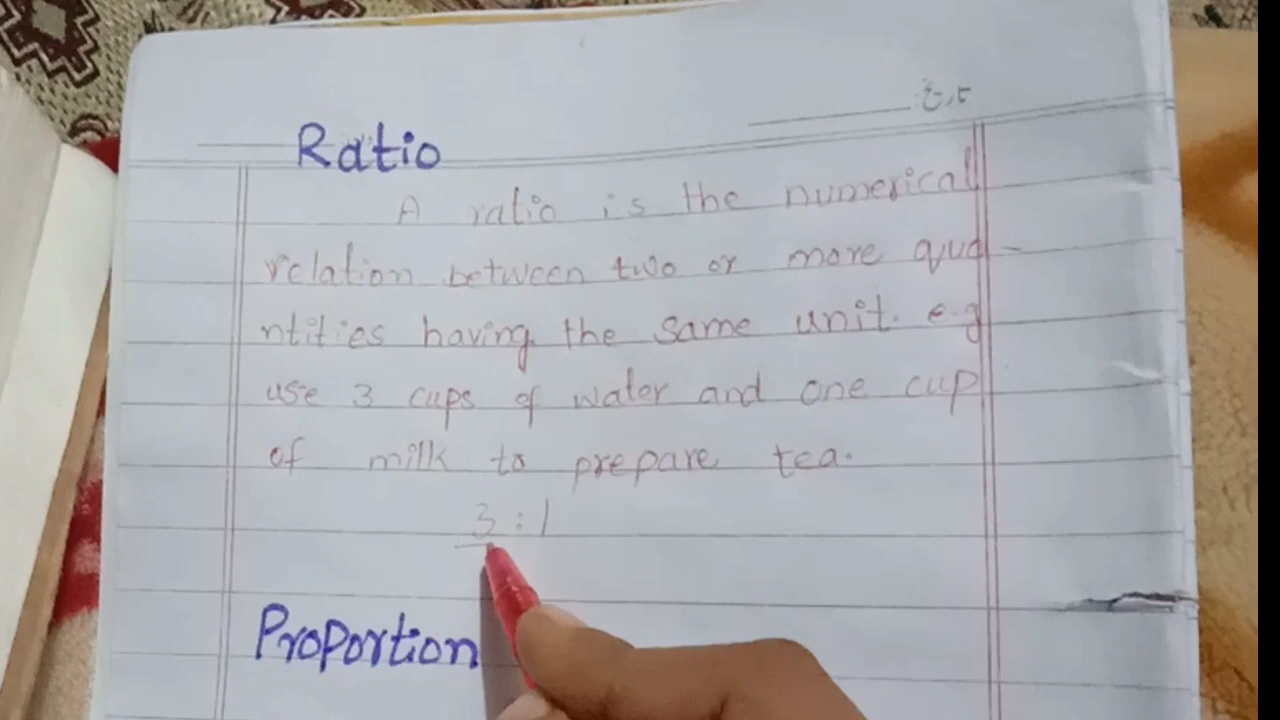 Ratio
A ratio is the numerical
relation between two or more qua-
ntities having the same unit. e.g
use 3 cups of water and one cup
of milk to prepare tea.
3 : 1
Proportion